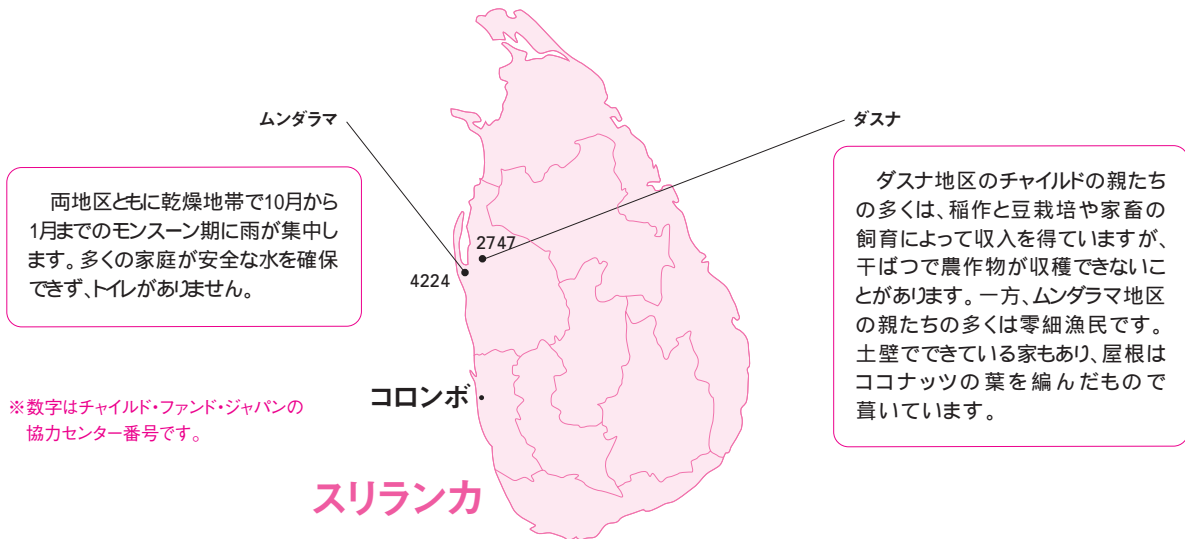 ムンダラマ
ダスナ
両地区ともに乾燥地帯で10月から
1月までのモンスーン期に雨が集中し
ます。多くの家庭が安全な水を確保
できず、トイレがありません。
ダスナ地区のチャイルドの親たち
の多くは、稲作と豆栽培や家畜の
飼育によって収入を得ていますが、
干ばつで農作物が収穫できないこ
とがあります。一方、ムンダラマ地区
の親たちの多くは零細漁民です。
土壁でできている家もあり、屋根は
ココナッツの葉を編んだもので
葺いています。
2747
4224
コロンボ
※数字はチャイルド・ファンド・ジャパンの
協力センター番号です。
スリランカ